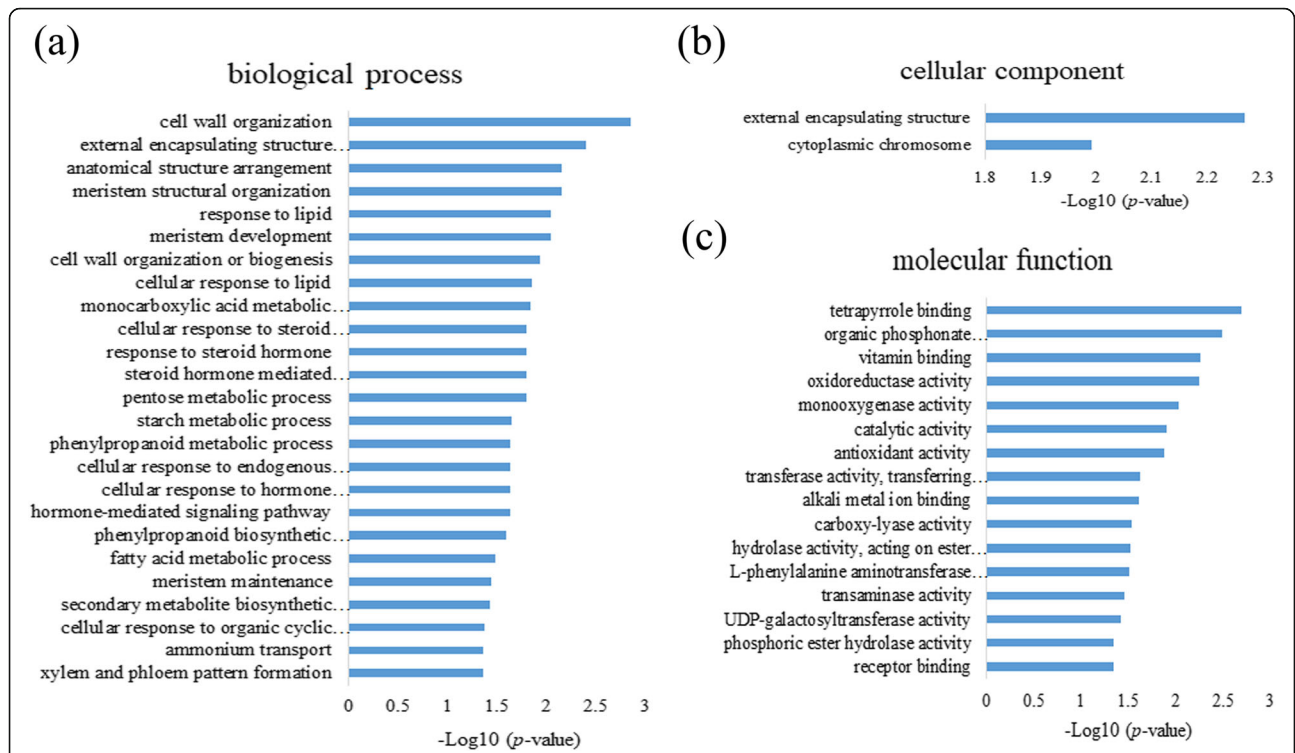 (a)
biological process
cell wall organization
external encapsulating structure…
anatomical structure arrangement
meristem structural organization
response to lipid
meristem development
cell wall organization or biogenesis
cellular response to lipid
monocarboxylic acid metabolic…
cellular response to steroid…
response to steroid hormone
steroid hormone mediated…
pentose metabolic process
starch metabolic process
phenylpropanoid metabolic process
cellular response to endogenous…
cellular response to hormone…
hormone-mediated signaling pathway
phenylpropanoid biosynthetic…
fatty acid metabolic process
meristem maintenance
secondary metabolite biosynthetic…
cellular response to organic cyclic…
ammonium transport
xylem and phloem pattern formation
0 0.5 1 1.5 2 2.5 3
-Log10 (p-value)
(b)
cellular component
external encapsulating structure
cytoplasmic chromosome
1.8 1.9 2 2.1 2.2 2.3
-Log10 (p-value)
(c)
molecular function
tetrapyrrole binding
organic phosphonate…
vitamin binding
oxidoreductase activity
monooxygenase activity
catalytic activity
antioxidant activity
transferase activity, transferring…
alkali metal ion binding
carboxy-lyase activity
hydrolase activity, acting on ester…
L-phenylalanine aminotransferase…
transaminase activity
UDP-galactosyltransferase activity
phosphoric ester hydrolase activity
receptor binding
0 0.5 1 1.5 2 2.5 3
-Log10 (p-value)